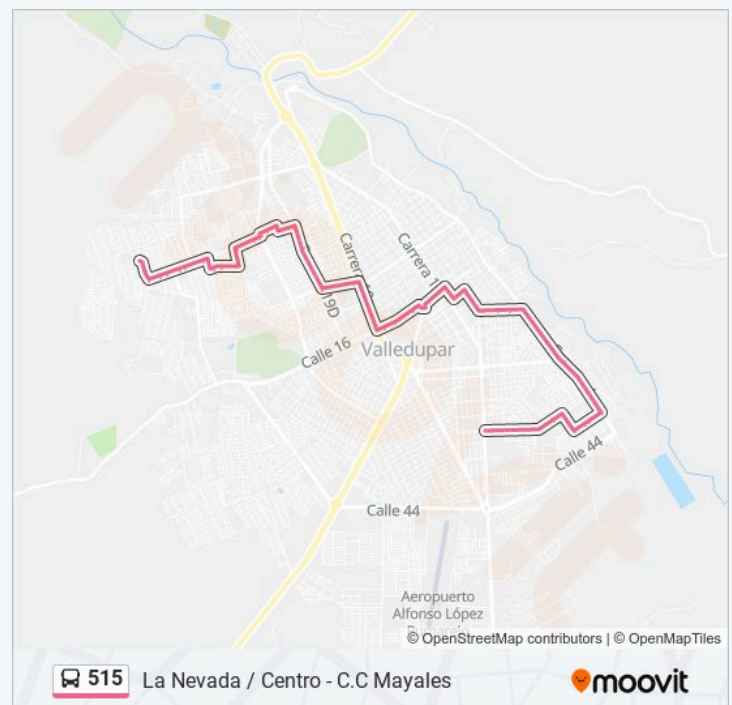 Carrera 1
19D
Calle 16
Valledupar
Calle 44
Calle 44
Aeropuerto
Alfonso López
© OpenStreetMap contributors | © OpenMapTiles
515 La Nevada / Centro - C.C Mayales
moovit